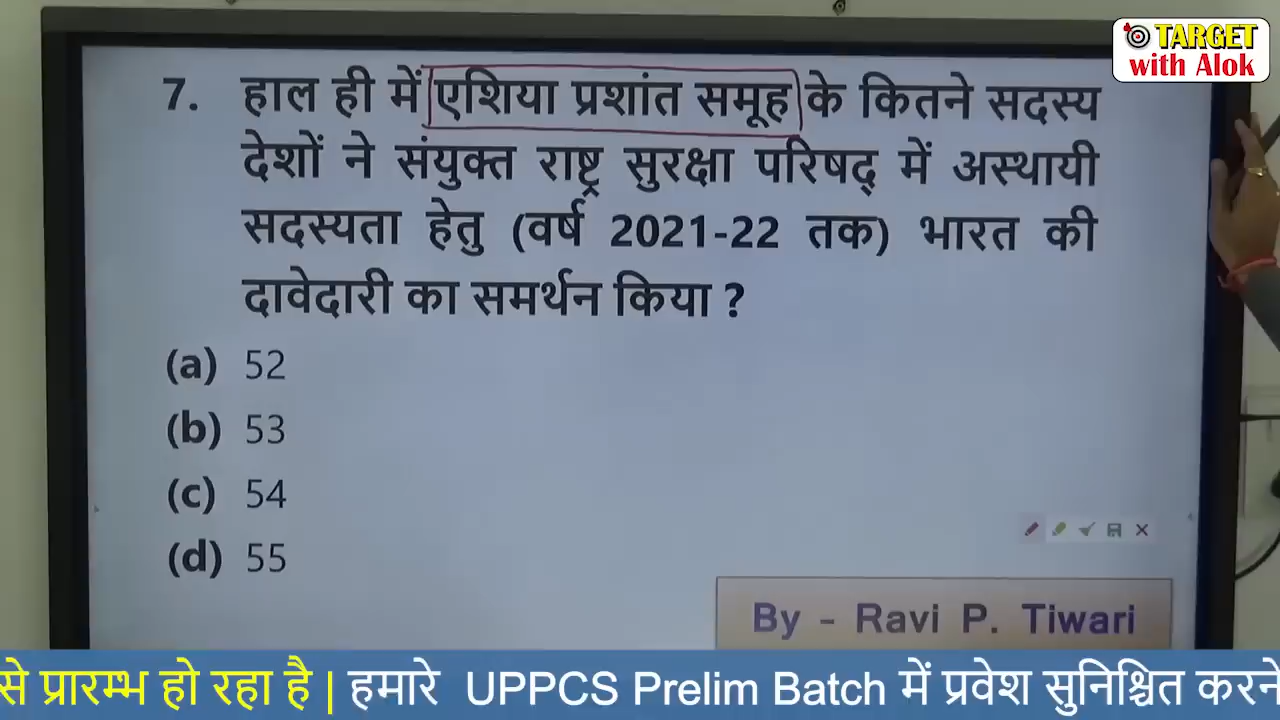 TARGET
with Alok
7. हाल ही में एशिया प्रशांत समूह के कितने सदस्य
देशों ने संयुक्त राष्ट्र सुरक्षा परिषद् में अस्थायी
सदस्यता हेतु (वर्ष 2021-22 तक) भारत की
दावेदारी का समर्थन किया ?
(a) 52
(b) 53
(c) 54
(d) 55
By - Ravi P. Tiwari
से प्रारम्भ हो रहा है | हमारे UPPCS Prelim Batch में प्रवेश सुनिश्चित करने